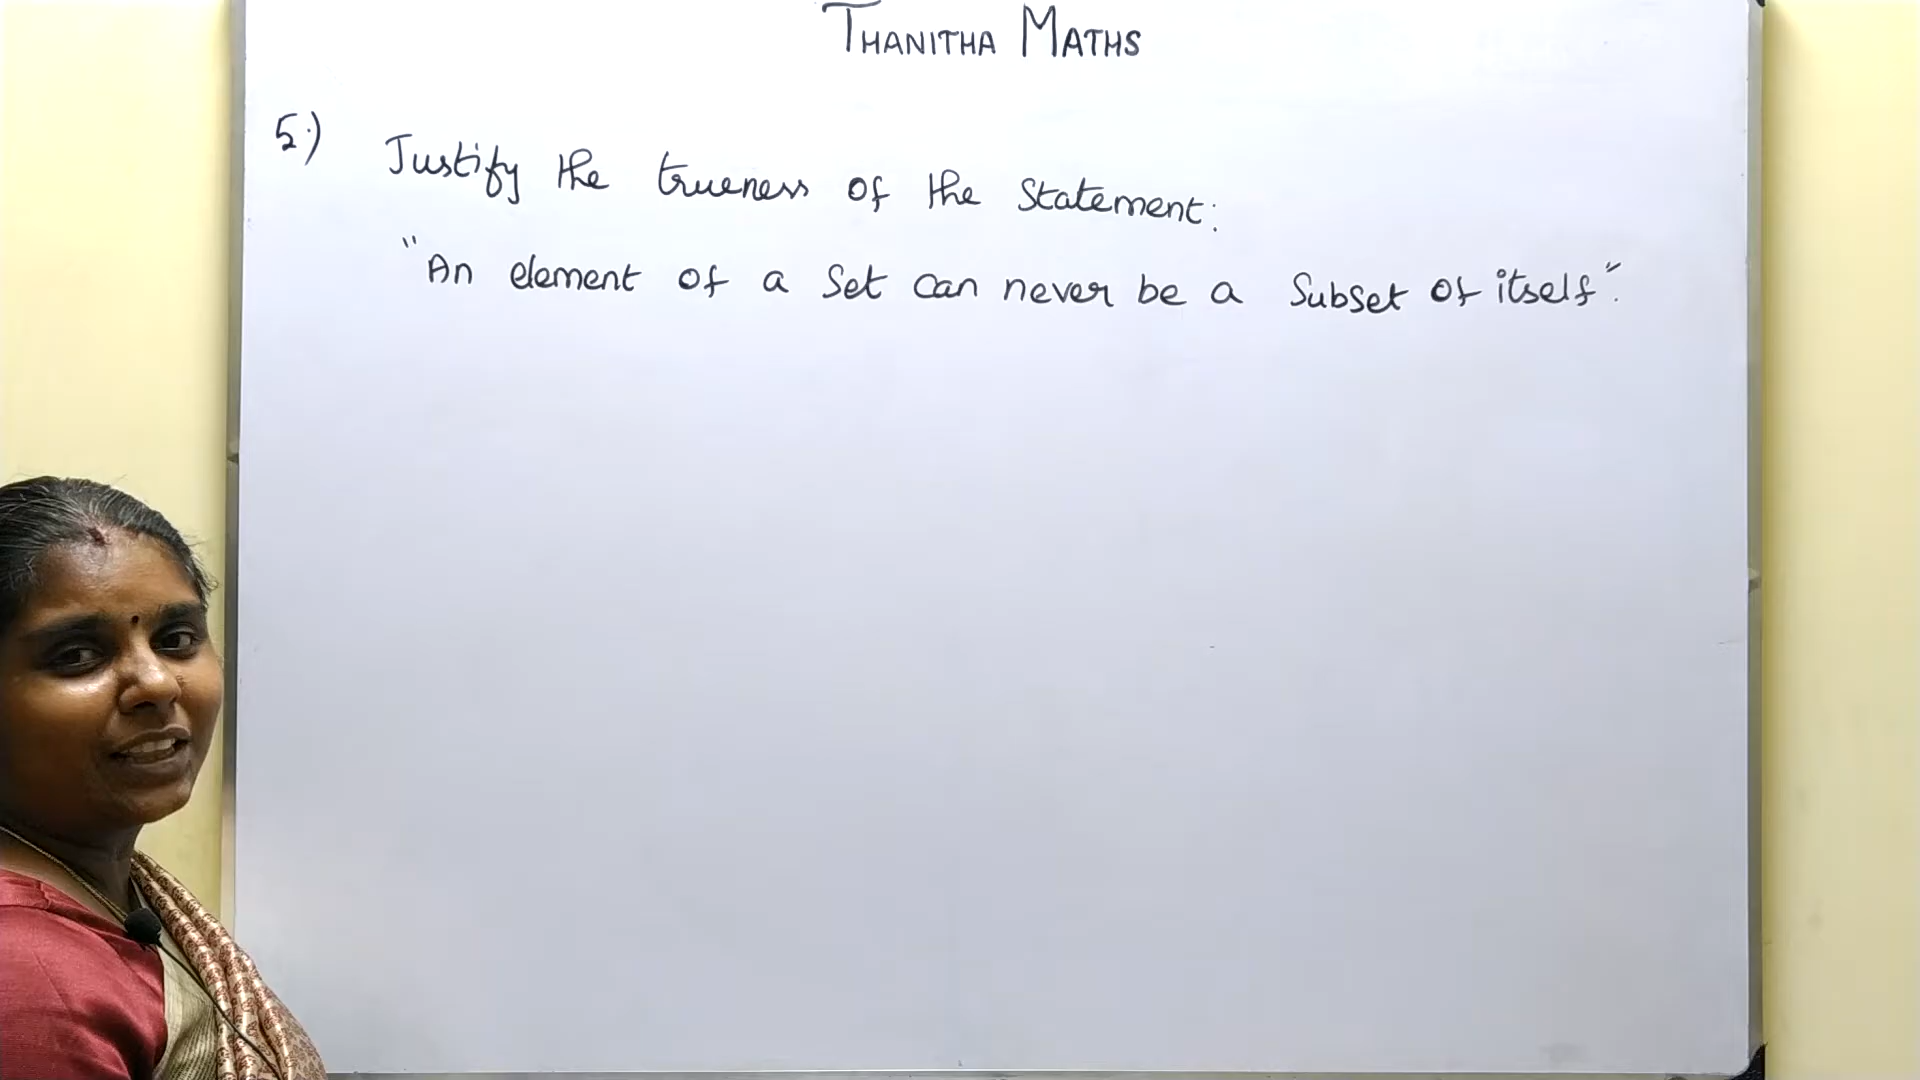 THANITHA MATHS
5.) Justify the trueness of the Statement:
"An element of a Set can never be a Subset of itself".